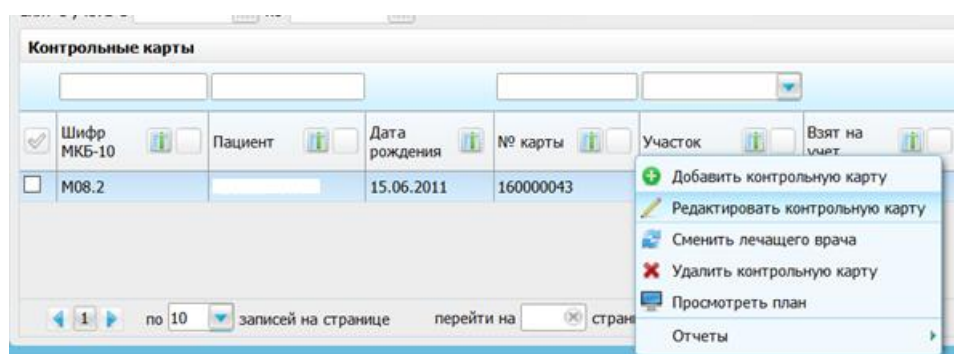 Контрольные карты
Шифр МКБ-10
Пациент
Дата рождения
№ карты
Участок
Взят на учет
M08.2
15.06.2011
160000043
Добавить контрольную карту
Редактировать контрольную карту
Сменить лечащего врача
Удалить контрольную карту
Просмотреть план
Отчеты
1 по 10 записей на странице перейти на